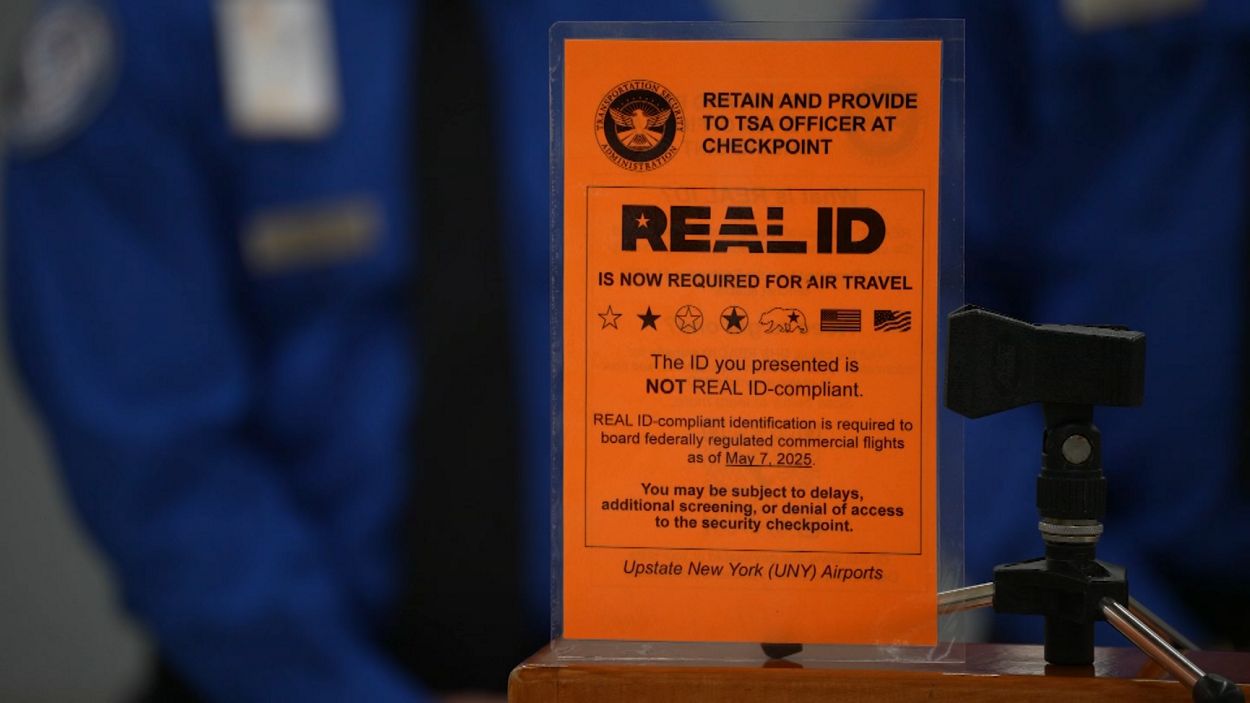 TRANSPORTATION SECURITY
ADMINISTRATION
RETAIN AND PROVIDE
TO TSA OFFICER AT
CHECKPOINT
REAL ID
IS NOW REQUIRED FOR AIR TRAVEL
The ID you presented is
NOT REAL ID-compliant.
REAL ID-compliant identification is required to
board federally regulated commercial flights
as of May 7, 2025.
You may be subject to delays,
additional screening, or denial of access
to the security checkpoint.
Upstate New York (UNY) Airports